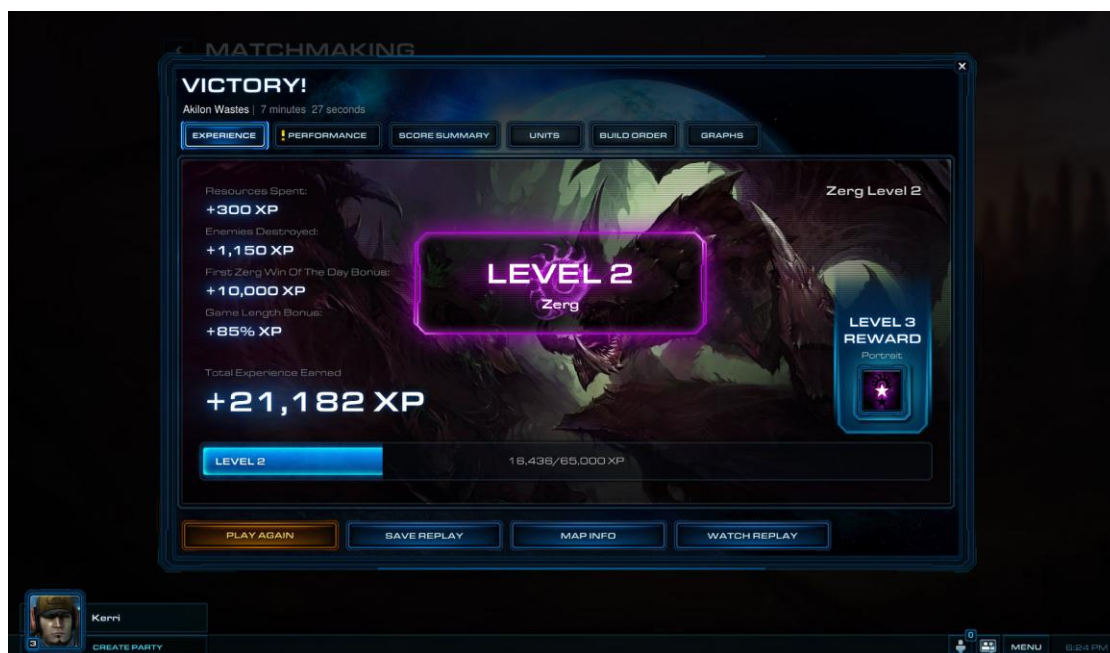 MATCHMAKING
VICTORY!
Akilon Wastes | 7 minutes 27 seconds
EXPERIENCE
! PERFORMANCE
SCORE SUMMARY
UNITS
BUILD ORDER
GRAPHS
Resources Spent:
+300 XP
Enemies Destroyed:
+1,150 XP
First Zerg Win Of The Day Bonus:
+10,000 XP
Game Length Bonus:
+85% XP
Total Experience Earned
+21,182 XP
Zerg Level 2
LEVEL 2
Zerg
LEVEL 3
REWARD
Portrait
LEVEL 2
16,436/65,000 XP
PLAY AGAIN
SAVE REPLAY
MAP INFO
WATCH REPLAY
Kerri
3
CREATE PARTY
0
MENU
6:24 PM